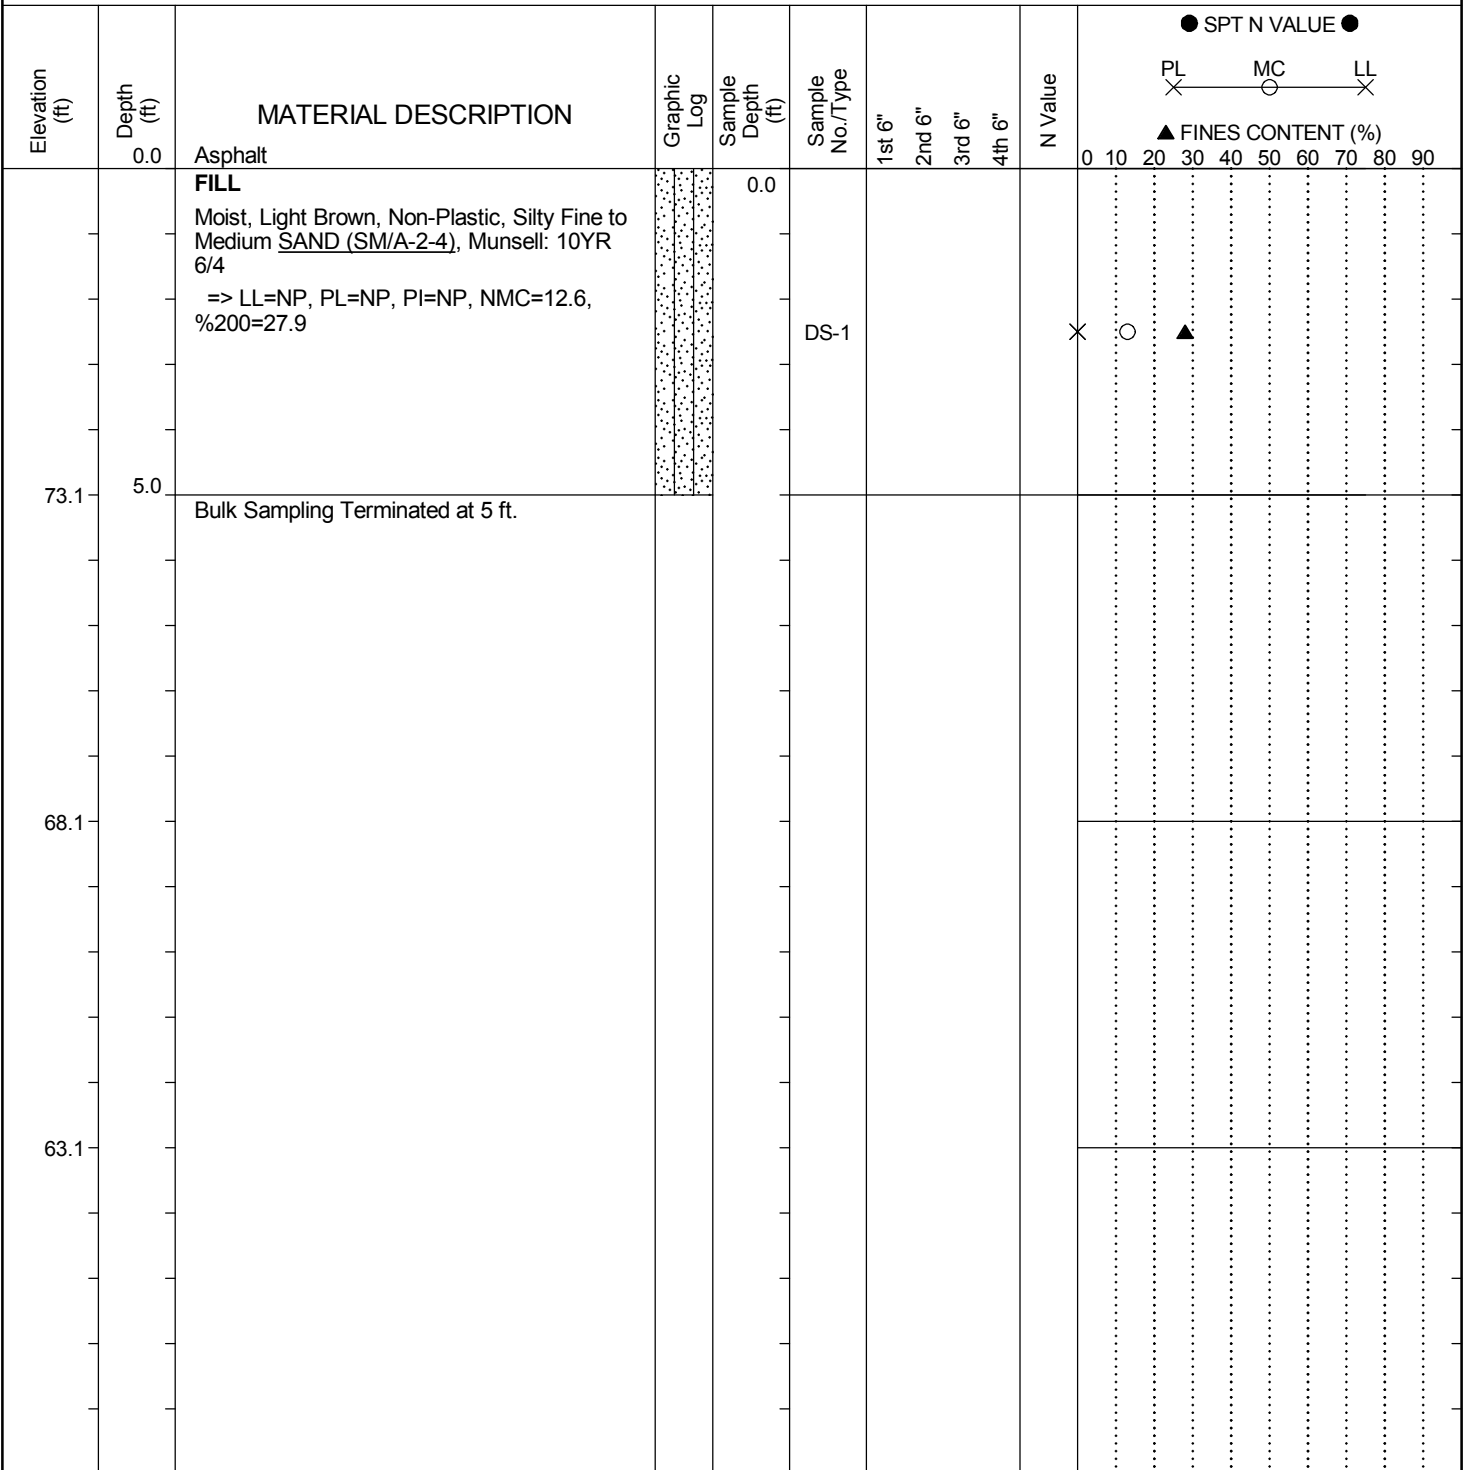 ● SPT N VALUE ●
PL MC LL
▲ FINES CONTENT (%)
Elevation (ft)
Depth (ft)
MATERIAL DESCRIPTION
Graphic Log
Sample Depth (ft)
Sample No./Type
1st 6"
2nd 6"
3rd 6"
4th 6"
N Value
0 10 20 30 40 50 60 70 80 90
0.0 Asphalt
FILL
0.0
Moist, Light Brown, Non-Plastic, Silty Fine to
Medium SAND (SM/A-2-4), Munsell: 10YR
6/4
=> LL=NP, PL=NP, PI=NP, NMC=12.6,
%200=27.9
DS-1
73.1 5.0
Bulk Sampling Terminated at 5 ft.
68.1
63.1